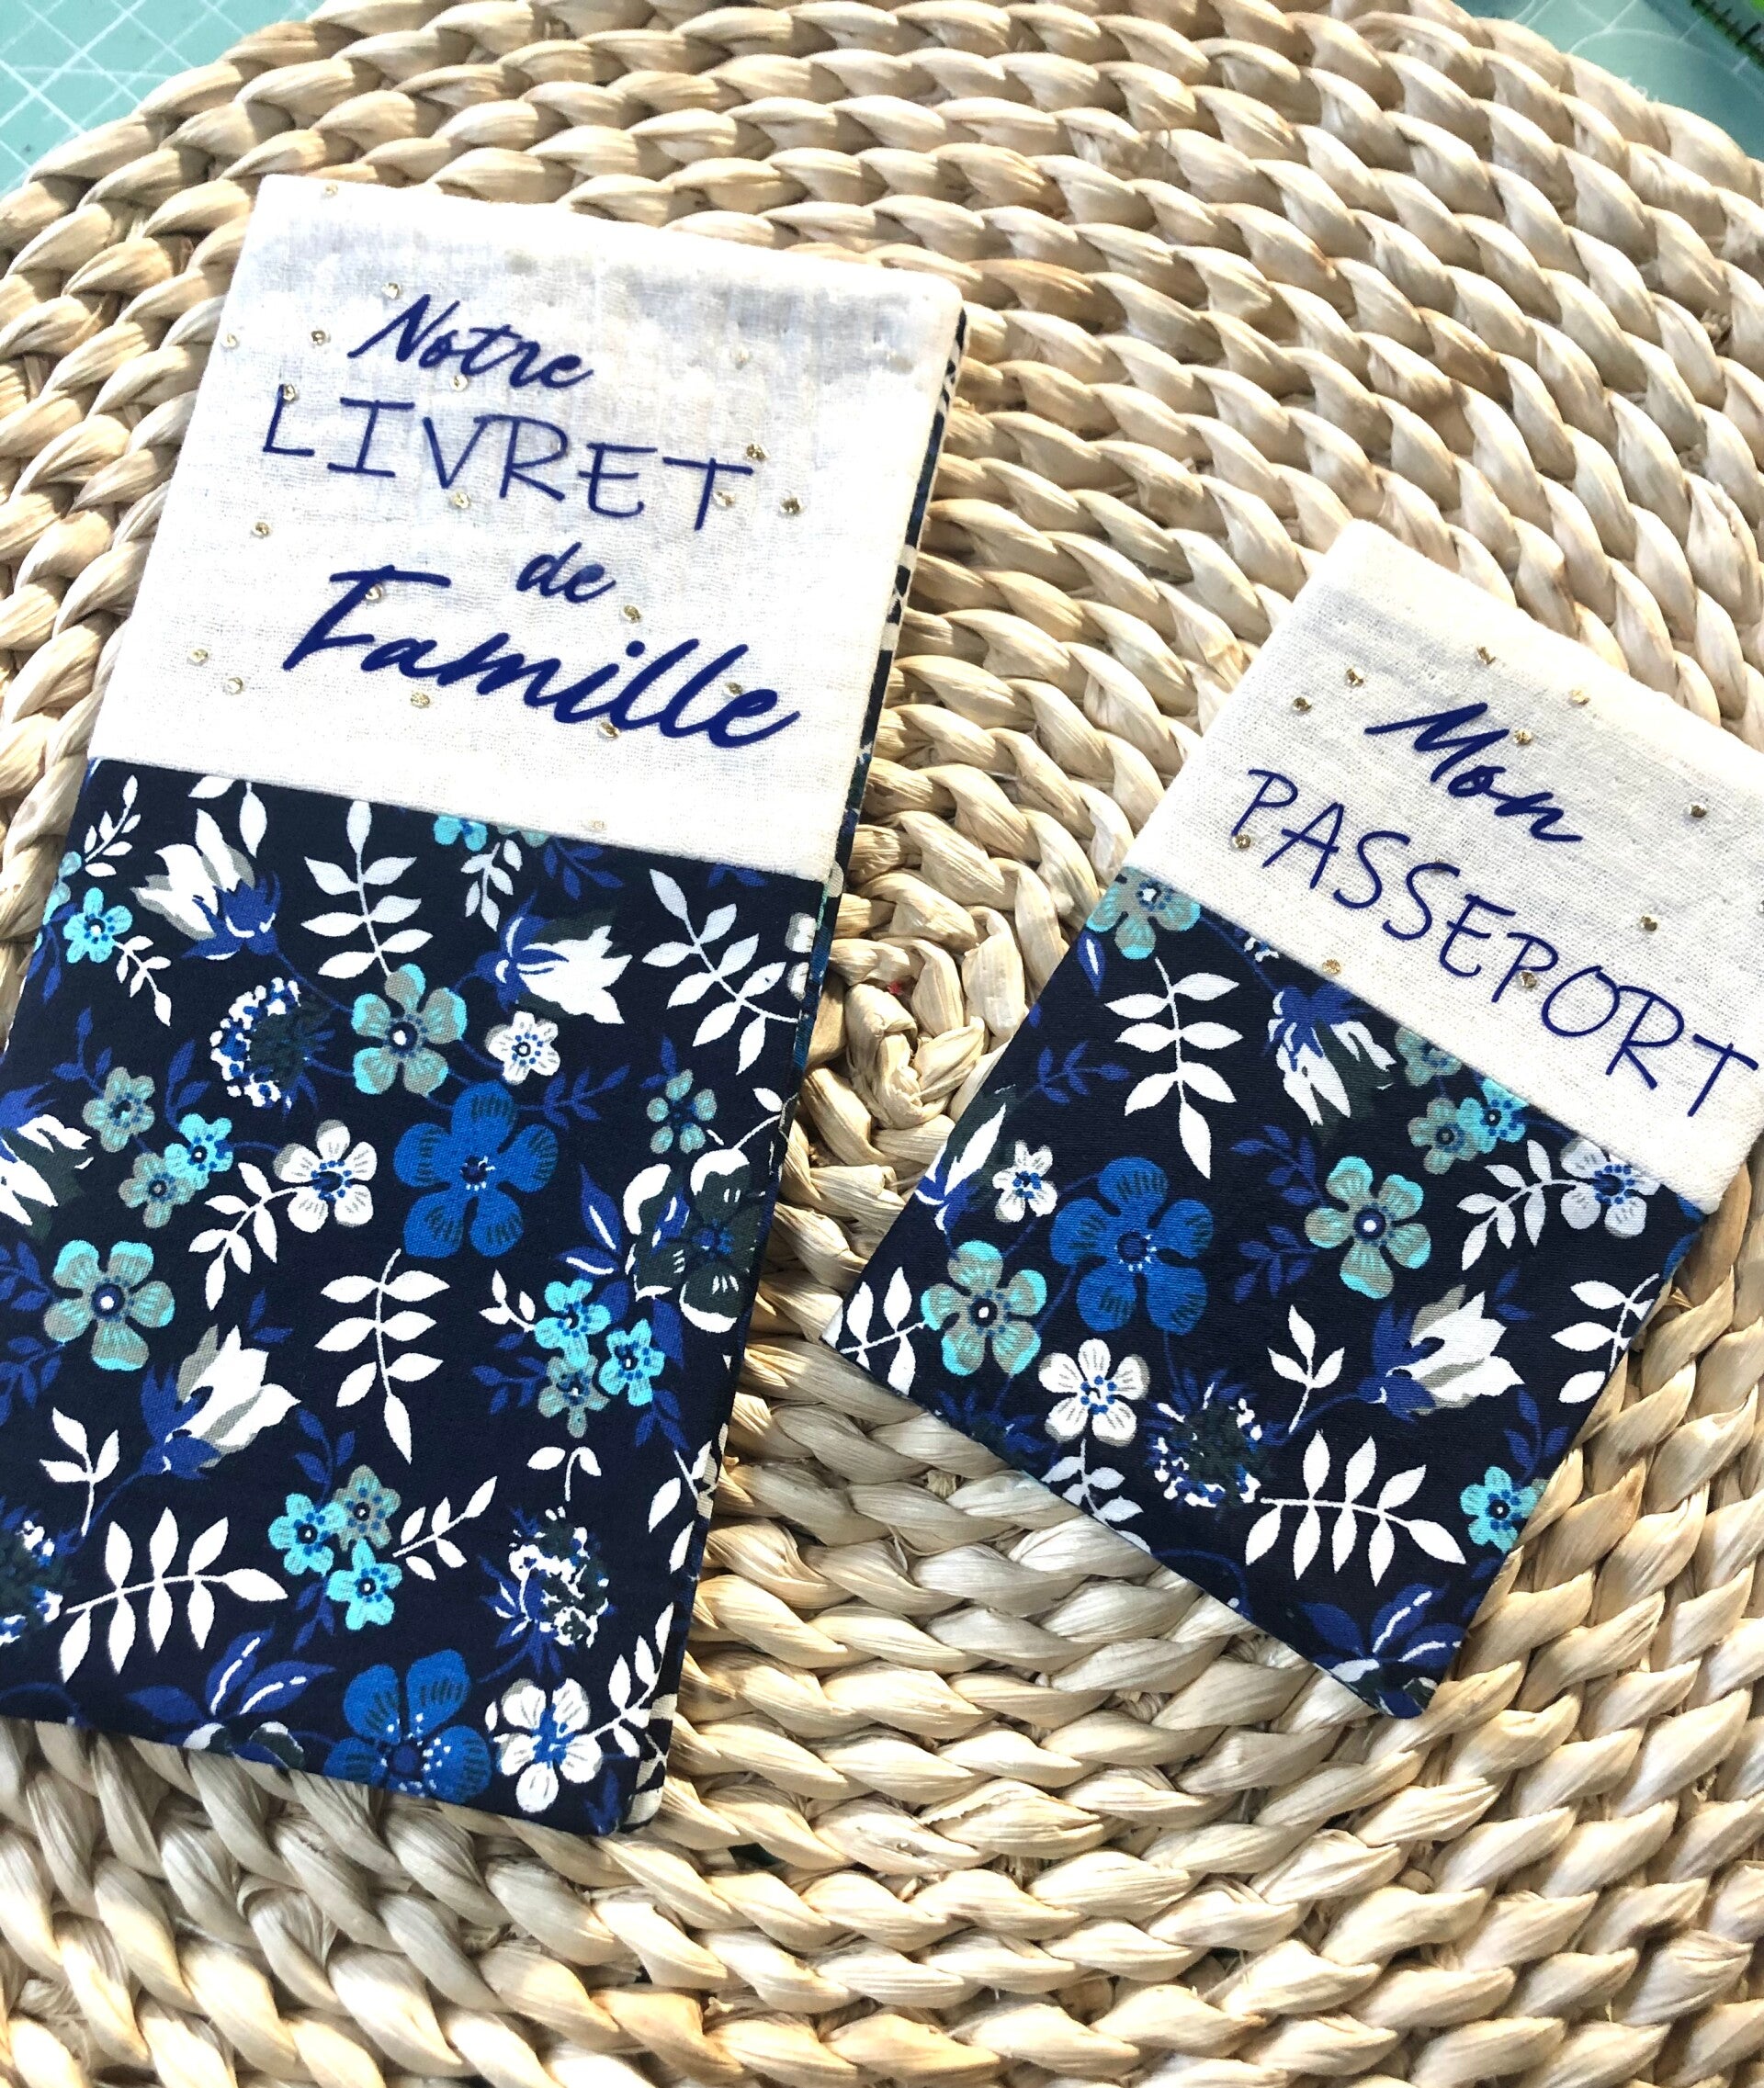 Notre
LIVRET
de
Famille
Mon
PASSEPORT